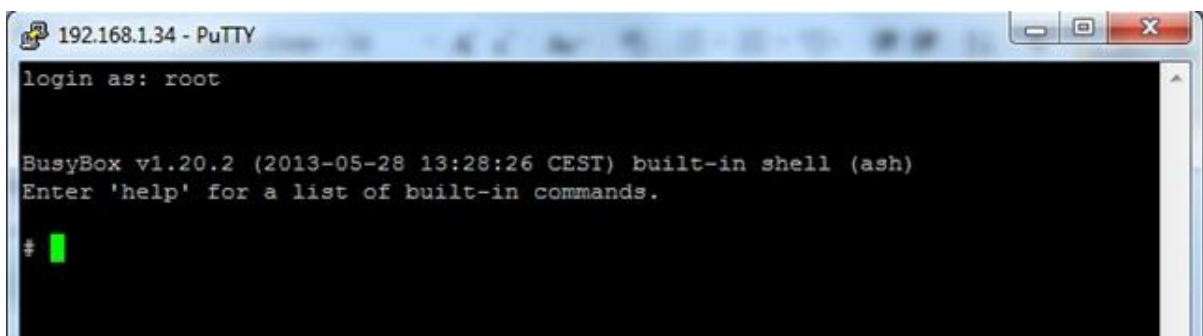 192.168.1.34 - PuTTY
login as: root
BusyBox v1.20.2 (2013-05-28 13:28:26 CEST) built-in shell (ash)
Enter 'help' for a list of built-in commands.
#